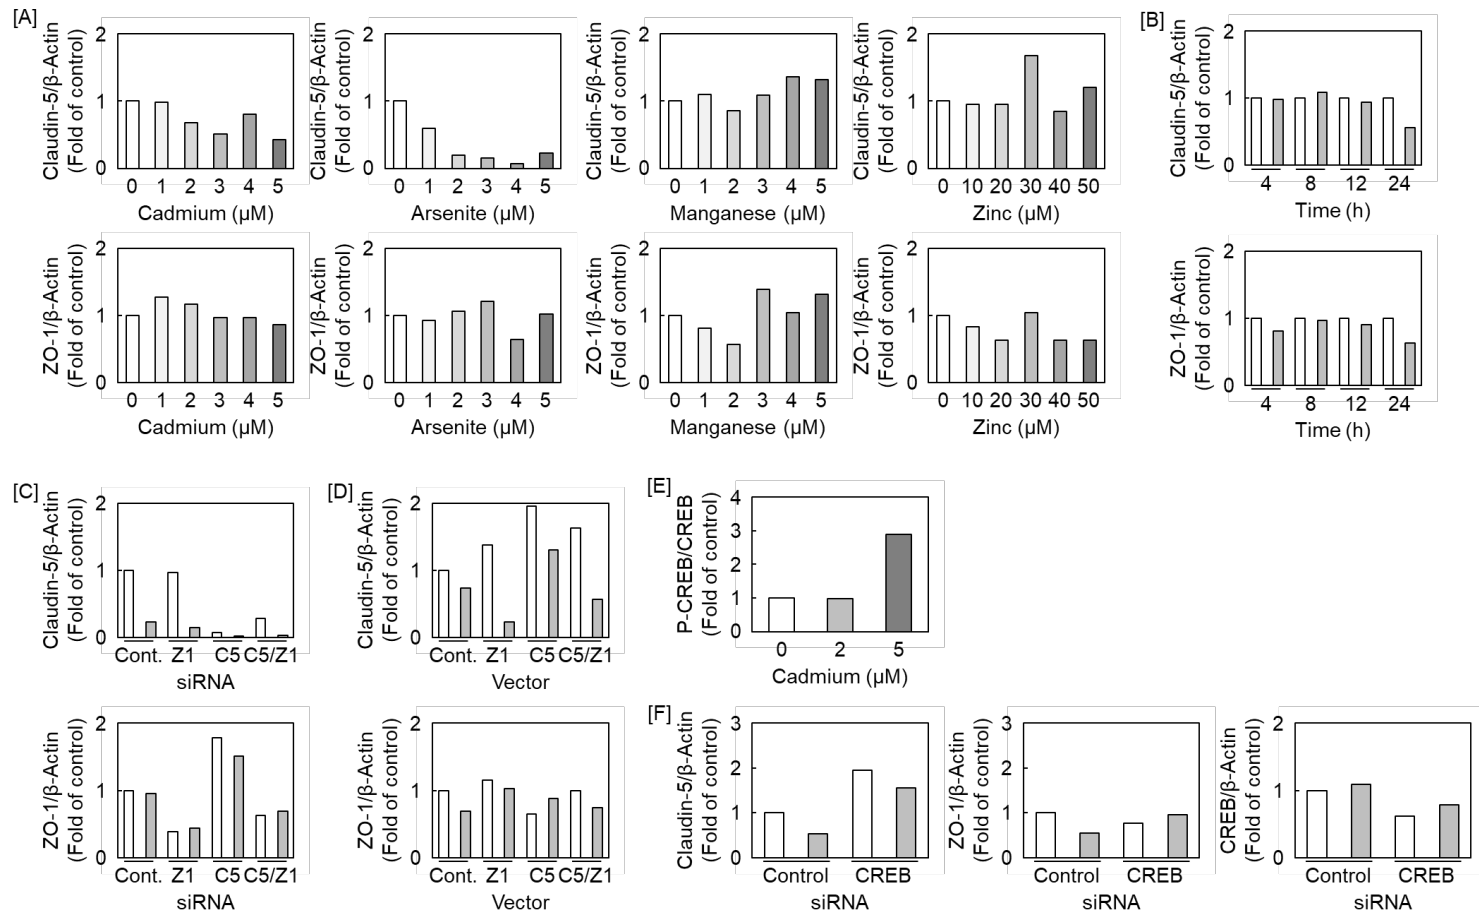 [A]
Claudin-5/β-Actin
(Fold of control)
2
1
0
0 1 2 3 4 5
Cadmium (μM)
Claudin-5/β-Actin
(Fold of control)
2
1
0
0 1 2 3 4 5
Arsenite (μM)
Claudin-5/β-Actin
(Fold of control)
2
1
0
0 1 2 3 4 5
Manganese (μM)
Claudin-5/β-Actin
(Fold of control)
2
1
0
0 10 20 30 40 50
Zinc (μM)
ZO-1/β-Actin
(Fold of control)
2
1
0
0 1 2 3 4 5
Cadmium (μM)
ZO-1/β-Actin
(Fold of control)
2
1
0
0 1 2 3 4 5
Arsenite (μM)
ZO-1/β-Actin
(Fold of control)
2
1
0
0 1 2 3 4 5
Manganese (μM)
ZO-1/β-Actin
(Fold of control)
2
1
0
0 10 20 30 40 50
Zinc (μM)
[B]
Claudin-5/β-Actin
(Fold of control)
2
1
0
4 8 12 24
Time (h)
ZO-1/β-Actin
(Fold of control)
2
1
0
4 8 12 24
Time (h)
[C]
Claudin-5/β-Actin
(Fold of control)
2
1
0
Cont. Z1 C5 C5/Z1
siRNA
ZO-1/β-Actin
(Fold of control)
2
1
0
Cont. Z1 C5 C5/Z1
siRNA
[D]
Claudin-5/β-Actin
(Fold of control)
2
1
0
Cont. Z1 C5 C5/Z1
Vector
ZO-1/β-Actin
(Fold of control)
2
1
0
Cont. Z1 C5 C5/Z1
Vector
[E]
P-CREB/CREB
(Fold of control)
4
3
2
1
0
0 2 5
Cadmium (μM)
[F]
Claudin-5/β-Actin
(Fold of control)
3
2
1
0
Control CREB
siRNA
ZO-1/β-Actin
(Fold of control)
3
2
1
0
Control CREB
siRNA
CREB/β-Actin
(Fold of control)
2
1
0
Control CREB
siRNA